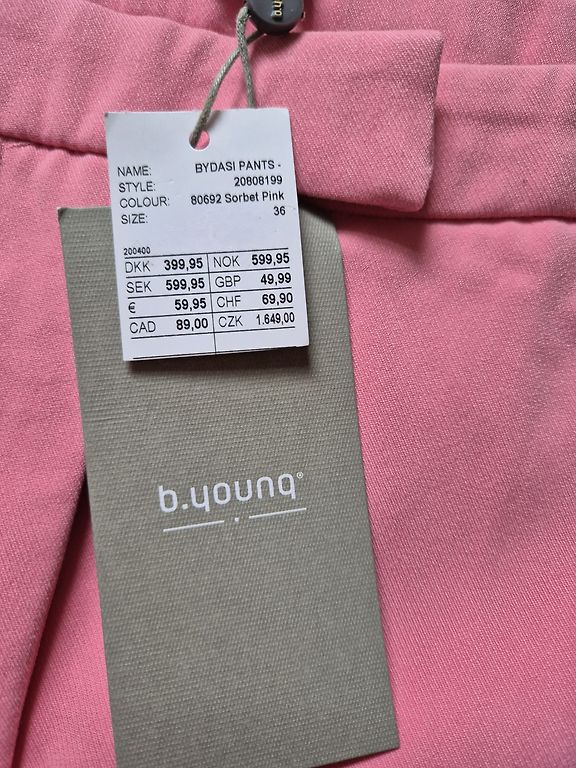 b.y
NAME: BYDASI PANTS -
STYLE: 20808199
COLOUR: 80692 Sorbet Pink
SIZE: 36
200400
DKK 399,95 NOK 599,95
SEK 599,95 GBP 49,99
€ 59,95 CHF 69,90
CAD 89,00 CZK 1.649,00
b.young®